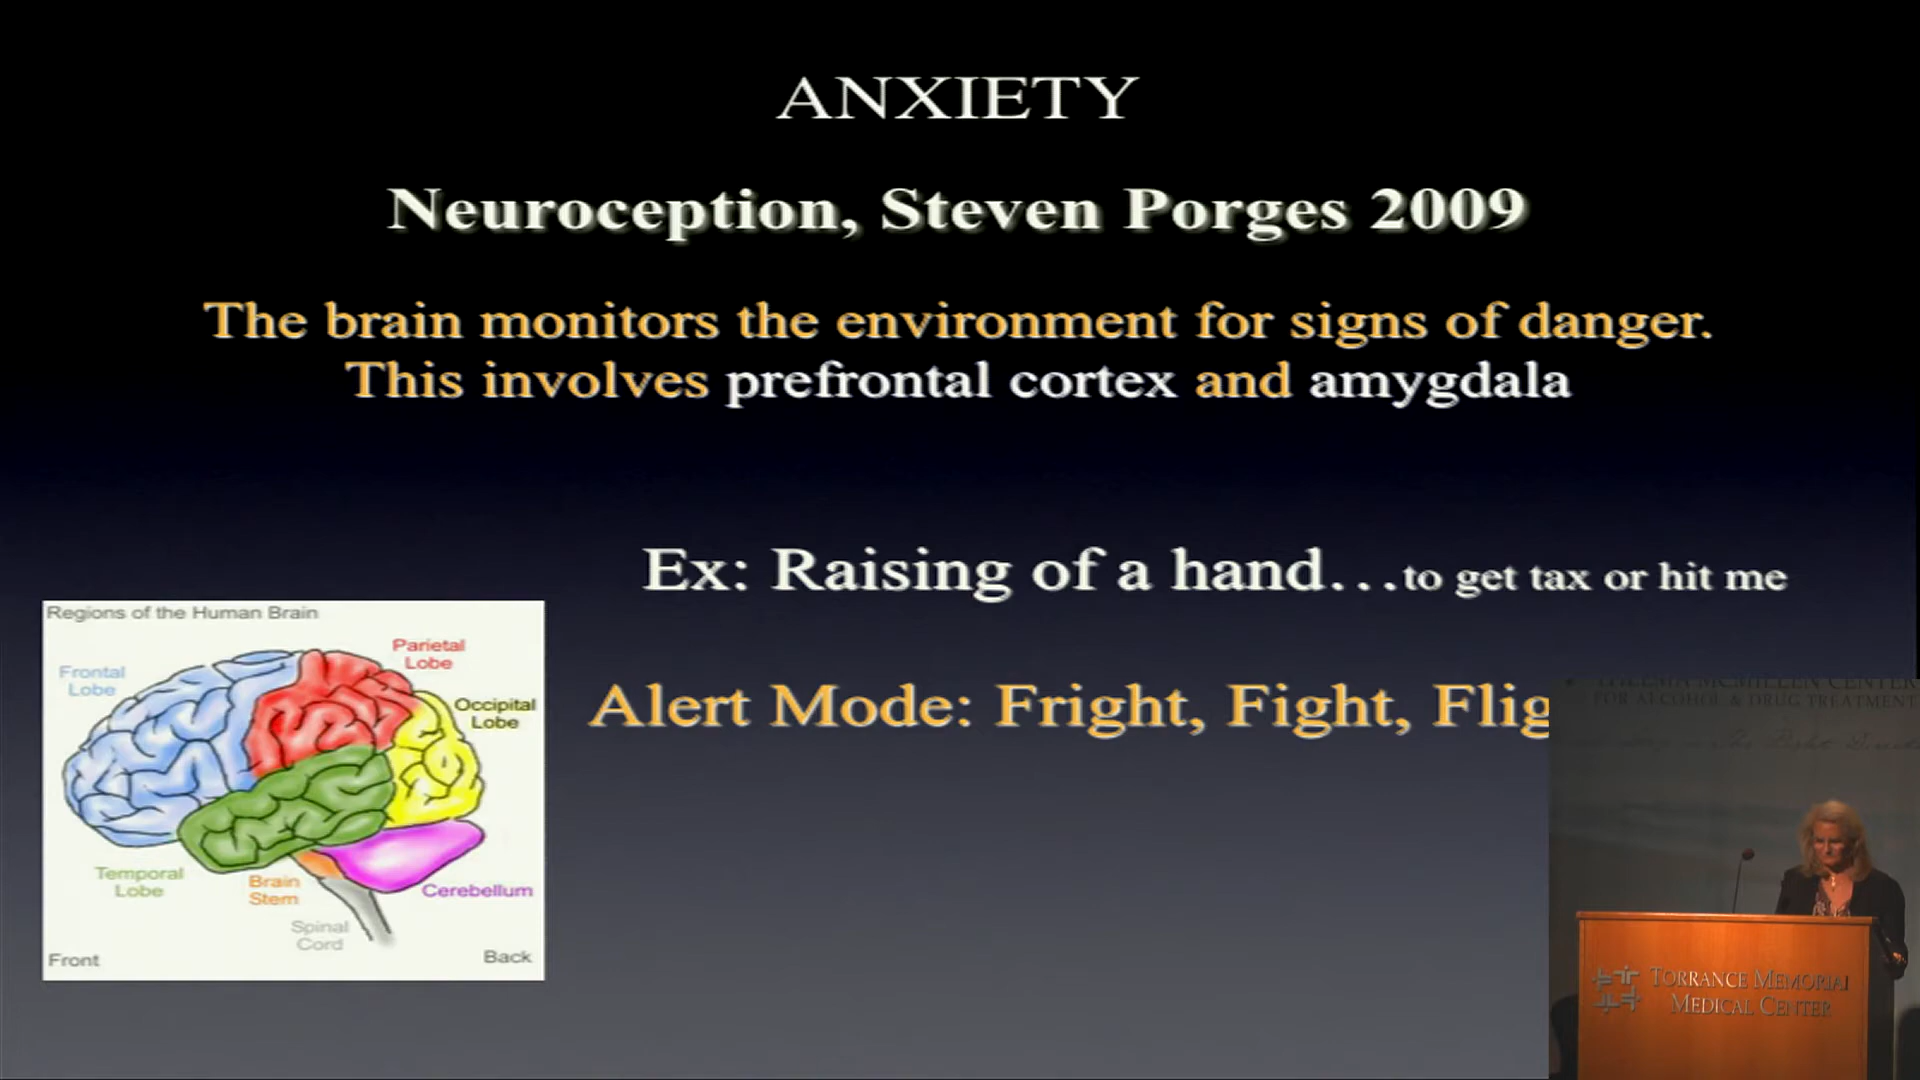 ANXIETY
Neuroception, Steven Porges 2009
The brain monitors the environment for signs of danger.
This involves prefrontal cortex and amygdala
Ex: Raising of a hand…to get tax or hit me
Alert Mode: Fright, Fight, Flig
Regions of the Human Brain
Parietal
Lobe
Frontal
Lobe
Occipital
Lobe
Temporal
Lobe
Brain
Stem
Cerebellum
Spinal
Cord
Front
Back
MCMILLEN CENTER
FOR ALCOHOL & DRUG TREATMENT
TORRANCE MEMORIAL
MEDICAL CENTER